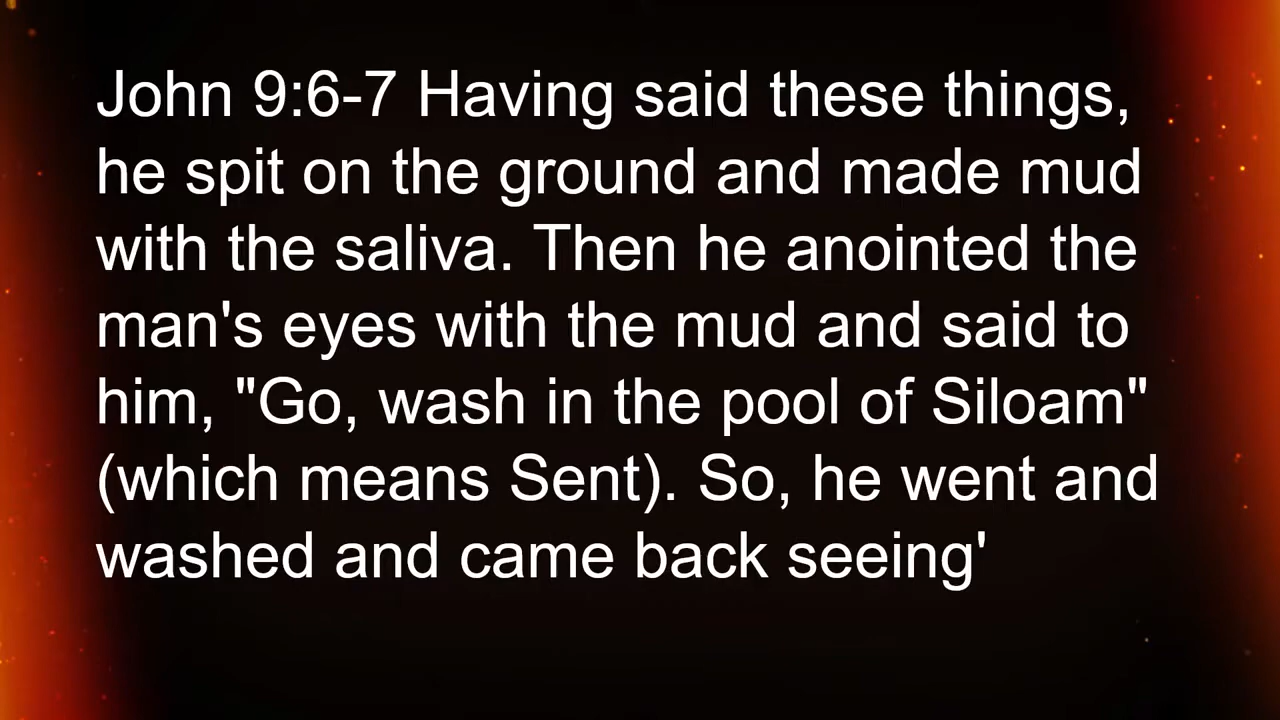 John 9:6-7 Having said these things,
he spit on the ground and made mud
with the saliva. Then he anointed the
man's eyes with the mud and said to
him, "Go, wash in the pool of Siloam"
(which means Sent). So, he went and
washed and came back seeing'